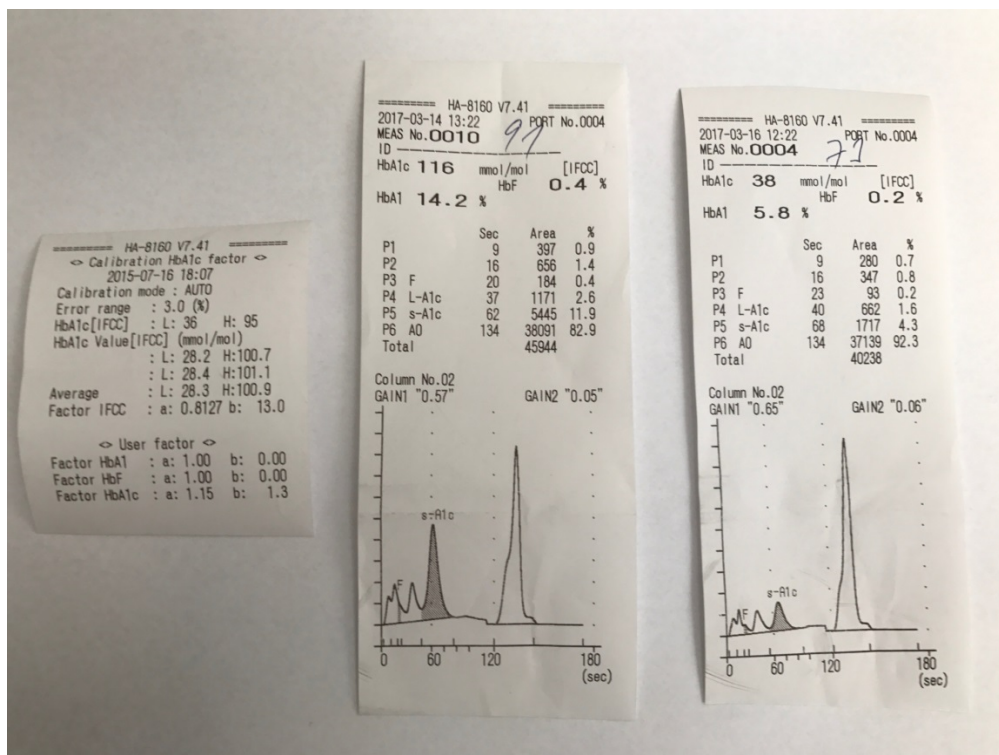 ========= HA-8160 V7.41 =========
<> Calibration HbA1c factor <>
2015-07-16 18:07
Calibration mode : AUTO
Error range : 3.0 (%)
HbA1c[IFCC] : L: 36 H: 95
HbA1c Value[IFCC] (mmol/mol)
: L: 28.2 H:100.7
: L: 28.4 H:101.1
Average : L: 28.3 H:100.9
Factor IFCC : a: 0.8127 b: 13.0
<> User factor <>
Factor HbA1 : a: 1.00 b: 0.00
Factor HbF : a: 1.00 b: 0.00
Factor HbA1c : a: 1.15 b: 1.3
========= HA-8160 V7.41 =========
2017-03-14 13:22 PORT No.0004
MEAS No.0010
ID
HbA1c 116 mmol/mol [IFCC]
HbF 0.4 %
HbA1 14.2 %
Sec Area %
P1 9 397 0.9
P2 16 656 1.4
P3 F 20 184 0.4
P4 L-A1c 37 1171 2.6
P5 s-A1c 62 5445 11.9
P6 A0 134 38091 82.9
Total 45944
Column No.02
GAIN1 "0.57" GAIN2 "0.05"
s-A1c
F
0 60 120 180
(sec)
========= HA-8160 V7.41 =========
2017-03-16 12:22 PORT No.0004
MEAS No.0004
ID
HbA1c 38 mmol/mol [IFCC]
HbF 0.2 %
HbA1 5.8 %
Sec Area %
P1 9 280 0.7
P2 16 347 0.8
P3 F 23 93 0.2
P4 L-A1c 40 662 1.6
P5 s-A1c 68 1717 4.3
P6 A0 134 37139 92.3
Total 40238
Column No.02
GAIN1 "0.65" GAIN2 "0.06"
s-A1c
F
0 60 120 180
(sec)